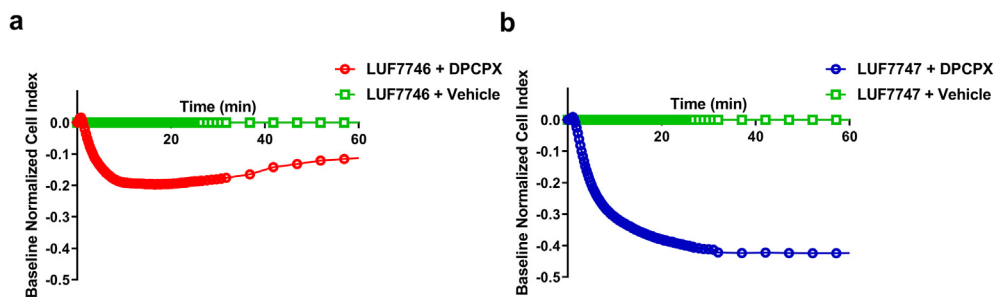 a
LUF7746 + DPCPX
LUF7746 + Vehicle
Baseline Normalized Cell Index
Time (min)
0.0
-0.1
-0.2
-0.3
-0.4
-0.5
20
40
60
b
LUF7747 + DPCPX
LUF7747 + Vehicle
Baseline Normalized Cell Index
Time (min)
0.0
-0.1
-0.2
-0.3
-0.4
-0.5
20
40
60